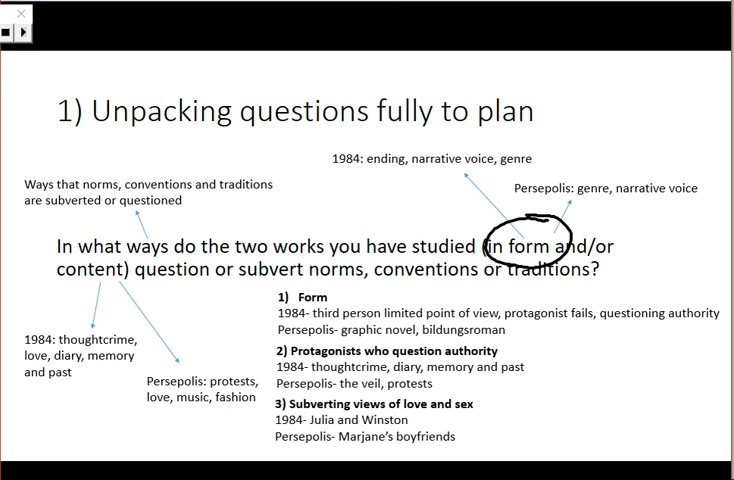 1) Unpacking questions fully to plan
1984: ending, narrative voice, genre
Ways that norms, conventions and traditions
are subverted or questioned
Persepolis: genre, narrative voice
In what ways do the two works you have studied (in form and/or
content) question or subvert norms, conventions or traditions?
1) Form
1984- third person limited point of view, protagonist fails, questioning authority
Persepolis- graphic novel, bildungsroman
1984: thoughtcrime,
love, diary, memory
and past
2) Protagonists who question authority
1984- thoughtcrime, diary, memory and past
Persepolis- the veil, protests
Persepolis: protests,
love, music, fashion
3) Subverting views of love and sex
1984- Julia and Winston
Persepolis- Marjane's boyfriends